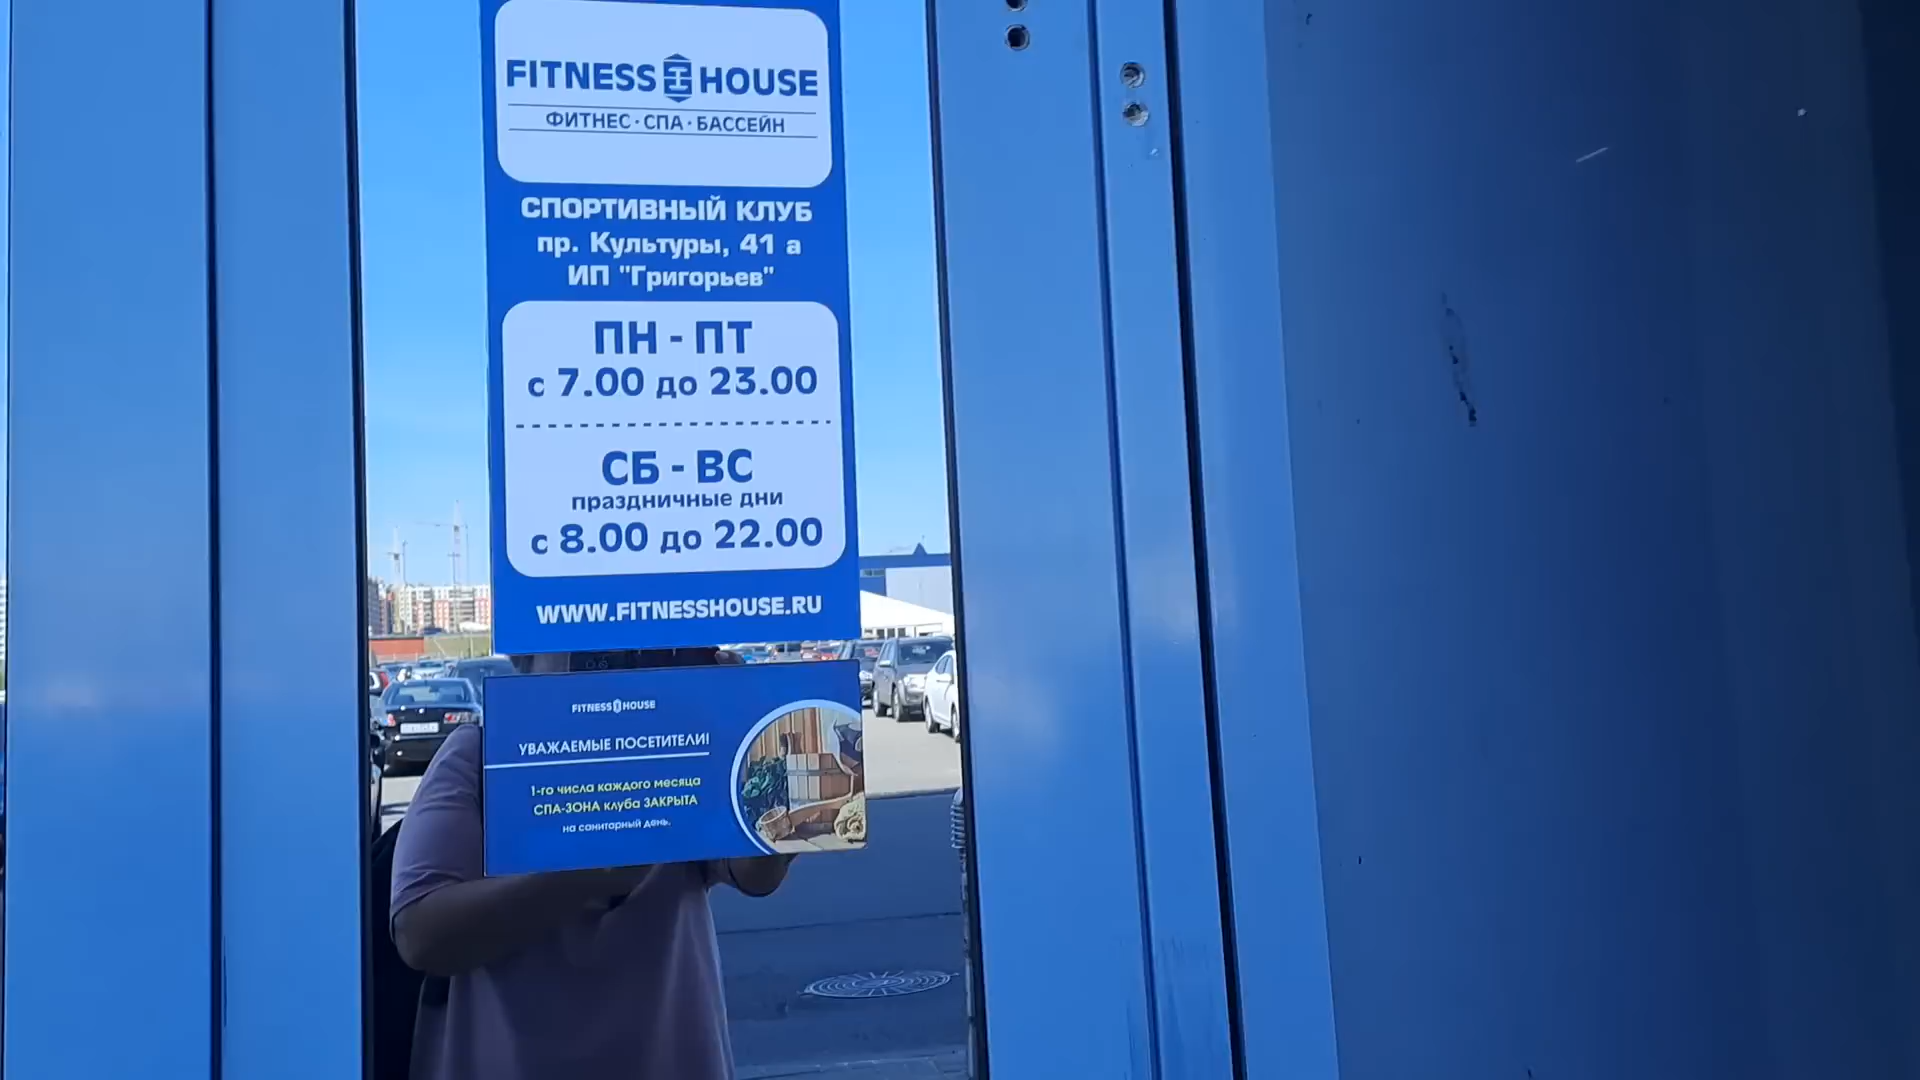 FITNESS HOUSE
ФИТНЕС · СПА · БАССЕЙН
СПОРТИВНЫЙ КЛУБ
пр. Культуры, 41 а
ИП "Григорьев"
ПН - ПТ
с 7.00 до 23.00
СБ - ВС
праздничные дни
с 8.00 до 22.00
WWW.FITNESSHOUSE.RU
FITNESS HOUSE
УВАЖАЕМЫЕ ПОСЕТИТЕЛИ!
1-го числа каждого месяца
СПА-ЗОНА клуба ЗАКРЫТА
на санитарный день.